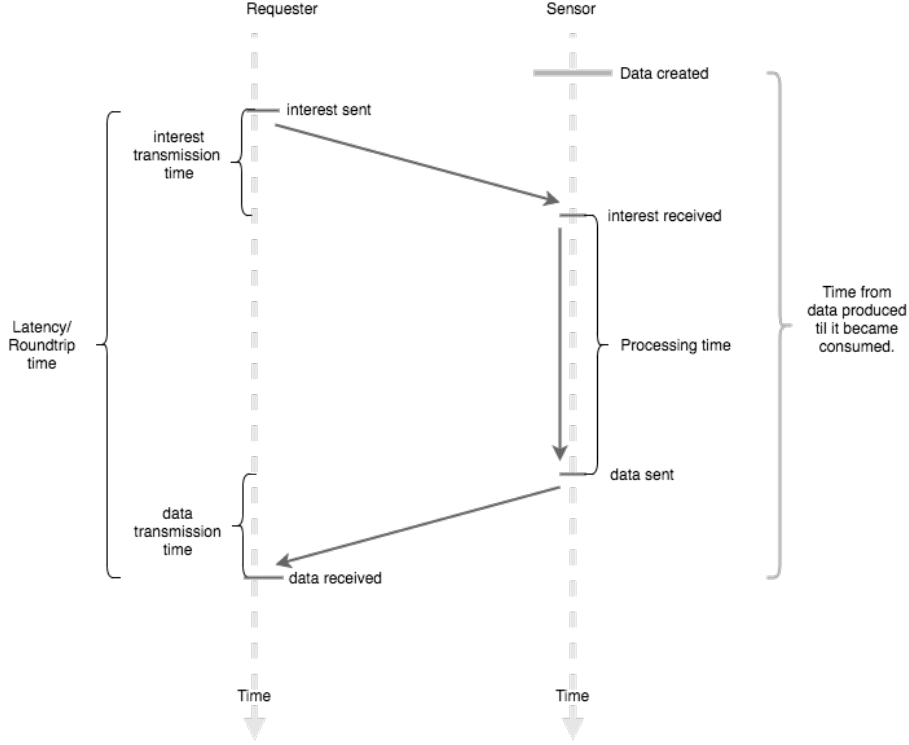 Requester
Sensor
Data created
interest sent
interest
transmission
time
interest received
Latency/
Roundtrip
time
Processing time
Time from
data produced
til it became
consumed.
data sent
data
transmission
time
data received
Time
Time